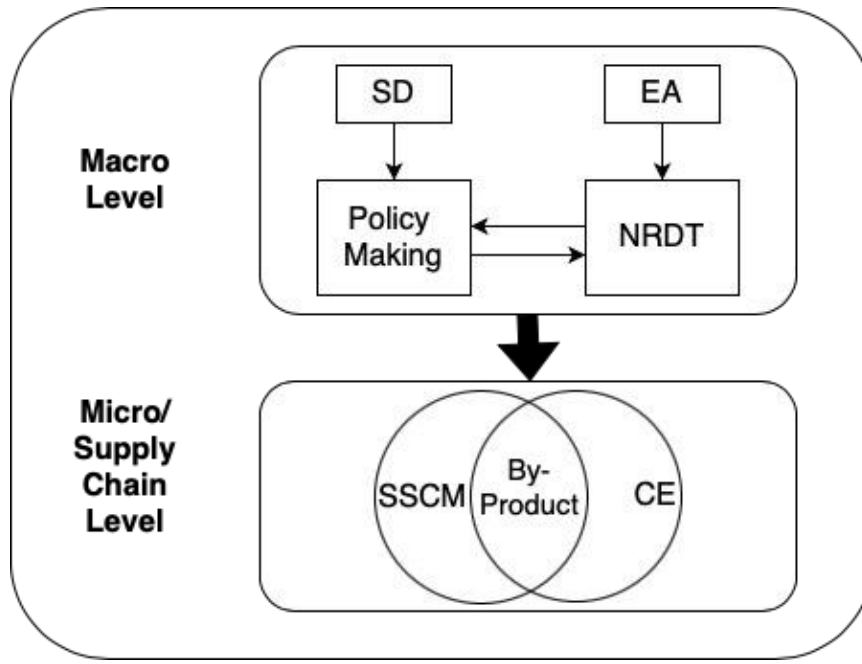 SD
EA
Macro
Level
Policy
Making
NRDT
Micro/
Supply
Chain
Level
SSCM
By-
Product
CE